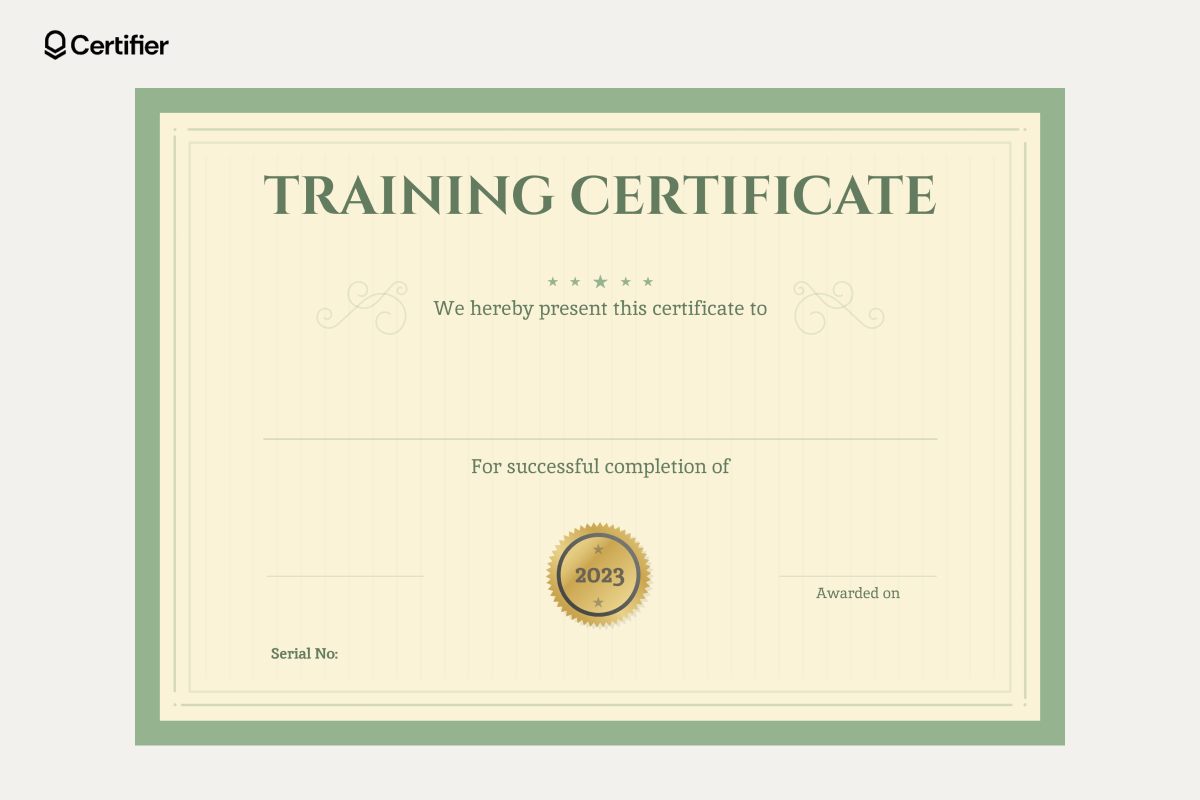 Certifier
TRAINING CERTIFICATE
We hereby present this certificate to
For successful completion of
2023
Awarded on
Serial No: